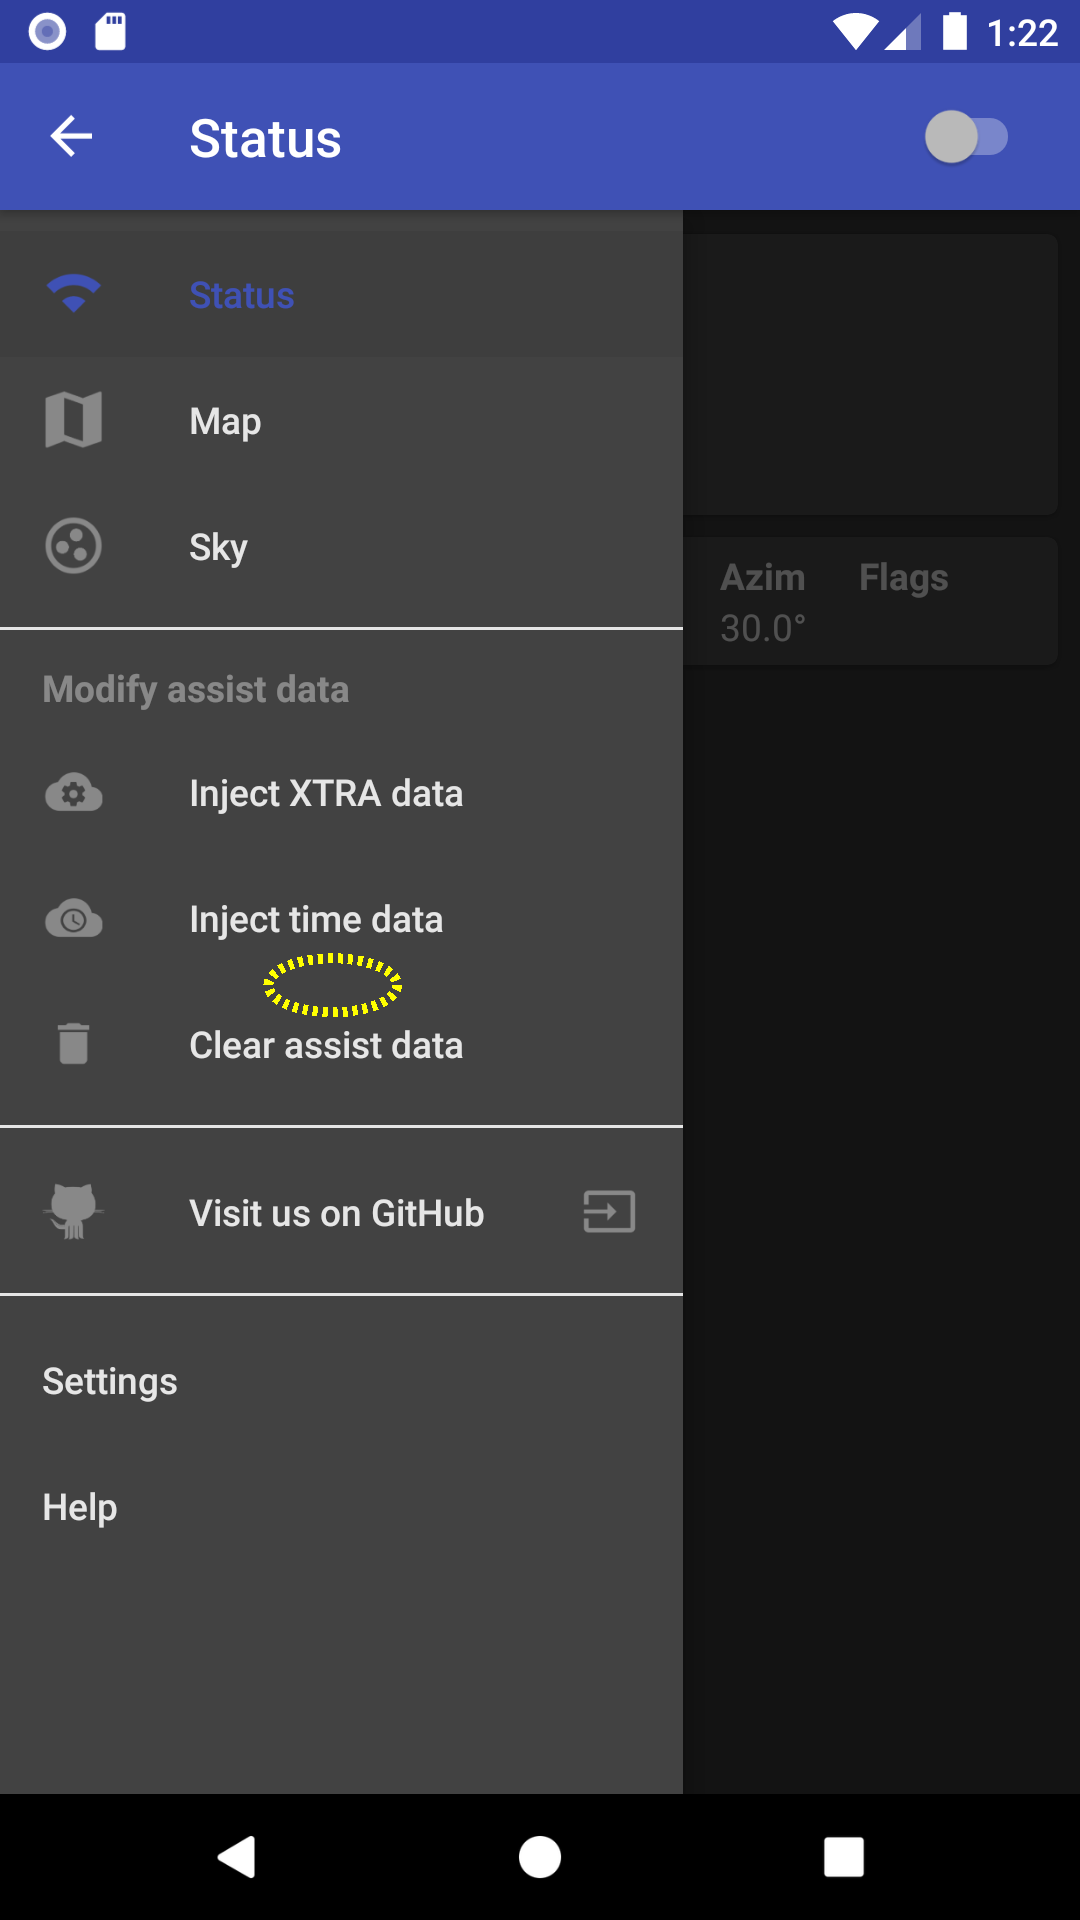 1:22
Status
Status
Map
Sky
Azim Flags
30.0°
Modify assist data
Inject XTRA data
Inject time data
Clear assist data
Visit us on GitHub
Settings
Help